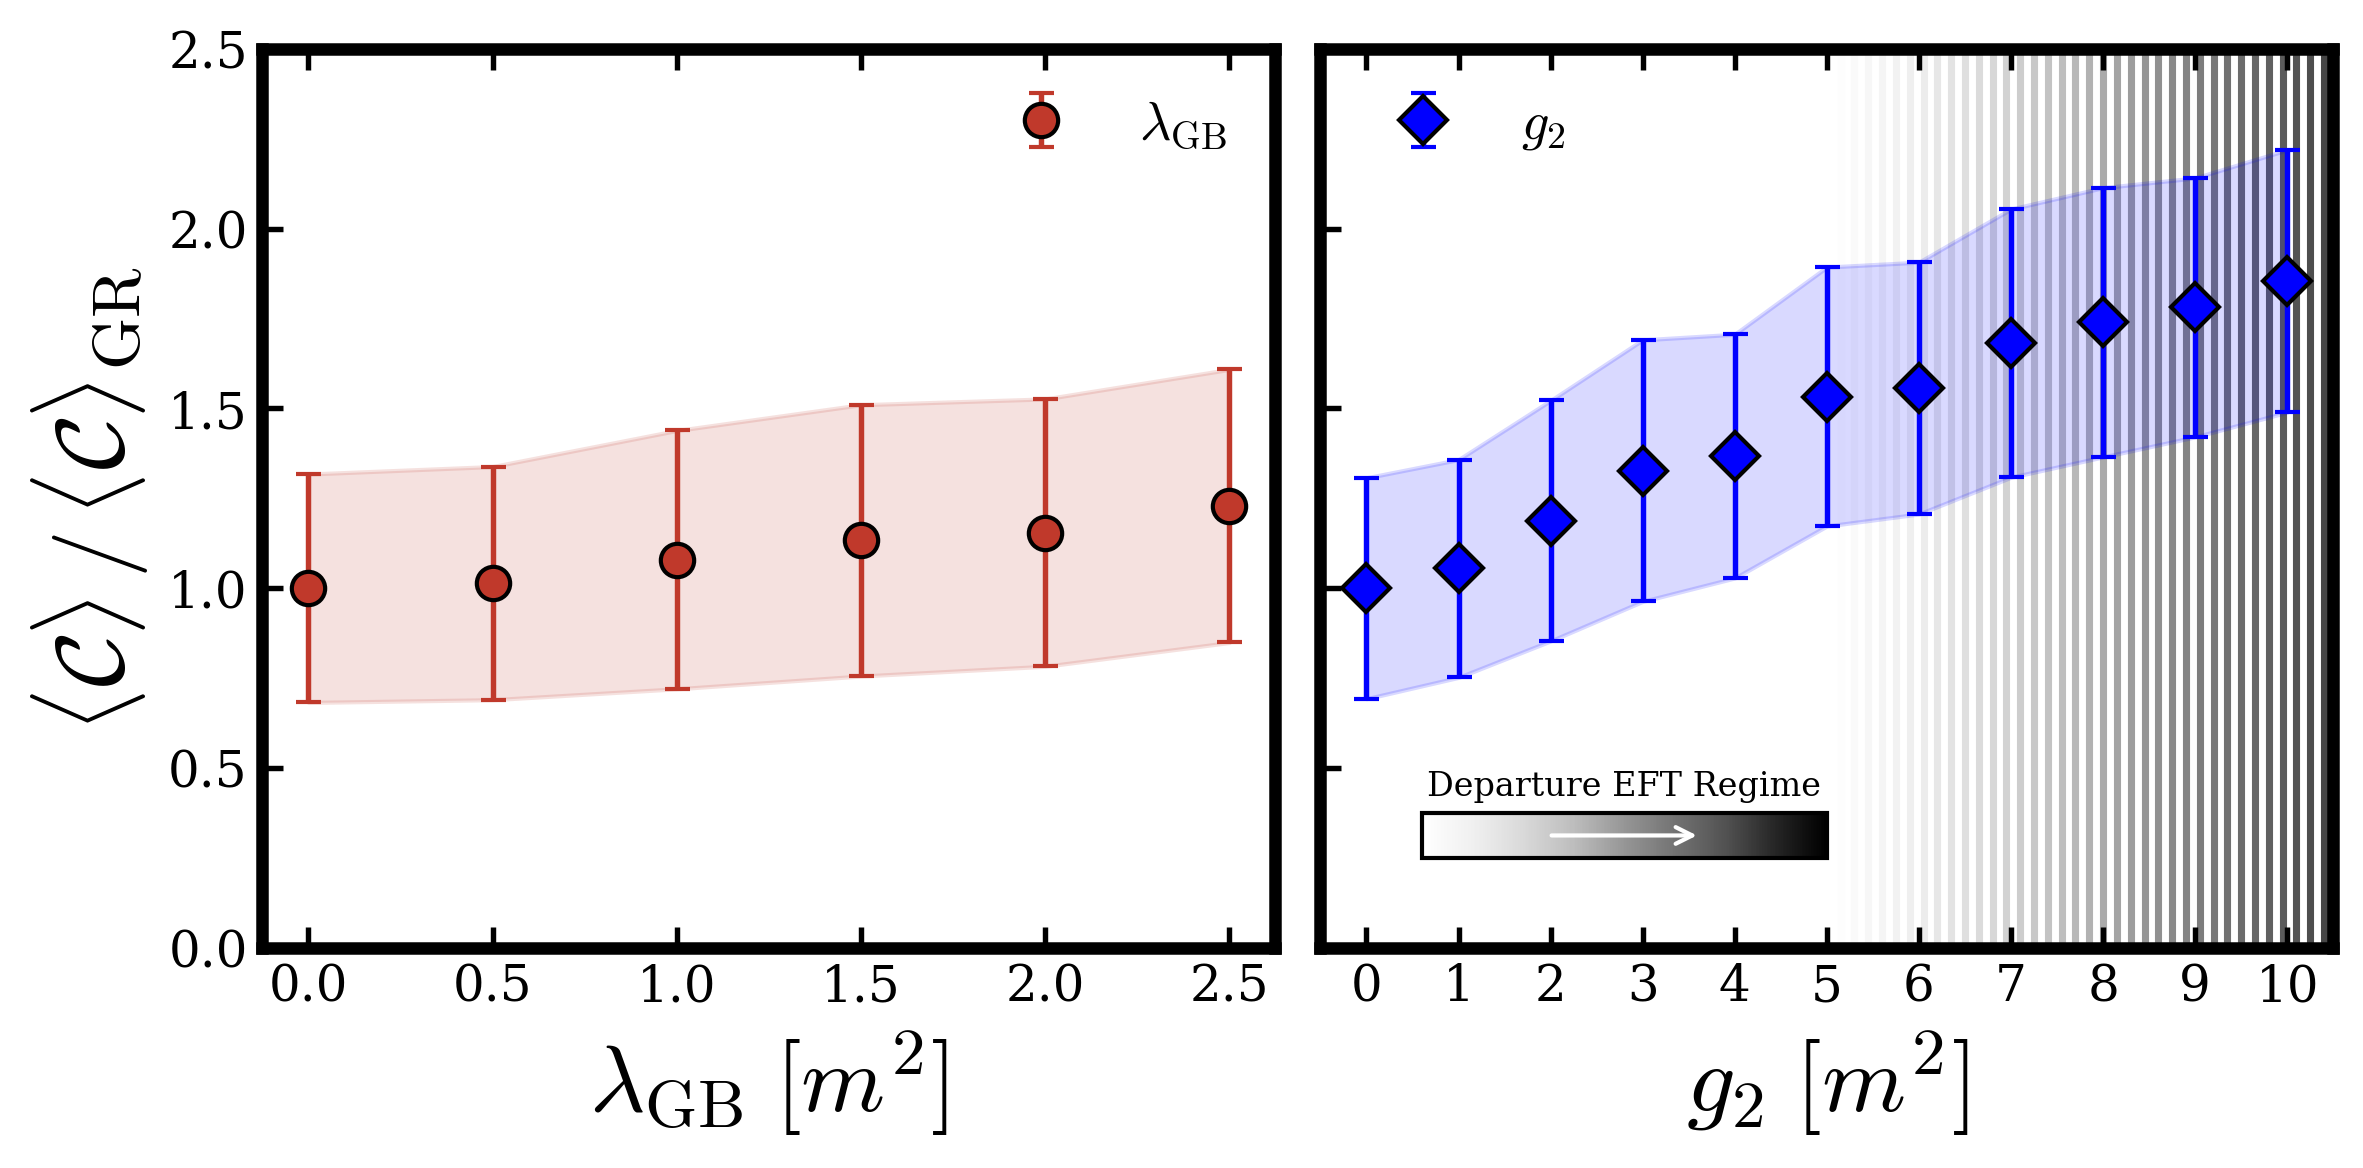 ⟨𝒞⟩ / ⟨𝒞⟩GR
2.5
2.0
1.5
1.0
0.5
0.0
λGB
0.0 0.5 1.0 1.5 2.0 2.5
λGB [m²]
g₂
Departure EFT Regime
0 1 2 3 4 5 6 7 8 9 10
g₂ [m²]